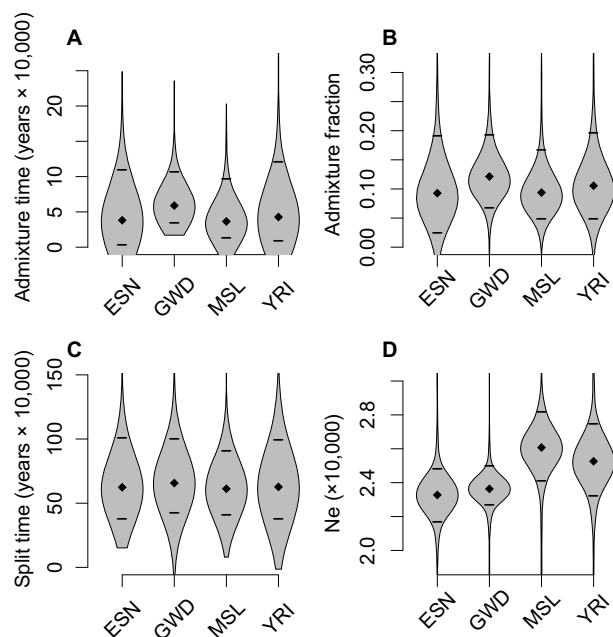 A
Admixture time (years × 10,000)
20
10
5
0
ESN
GWD
MSL
YRI
B
Admixture fraction
0.30
0.20
0.10
0.00
ESN
GWD
MSL
YRI
C
Split time (years × 10,000)
150
100
50
0
ESN
GWD
MSL
YRI
D
Ne (×10,000)
2.8
2.4
2.0
ESN
GWD
MSL
YRI